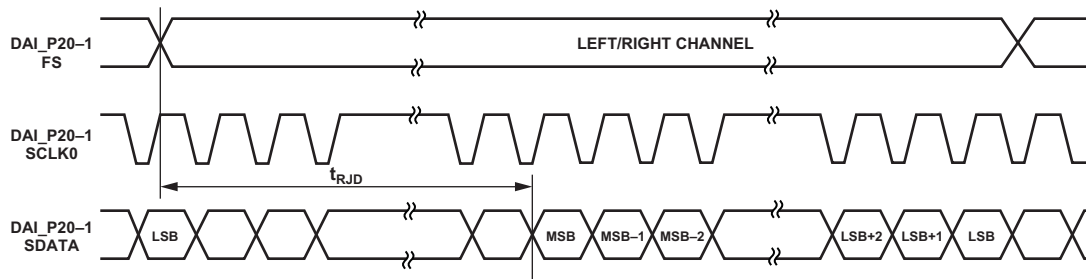 DAI_P20–1
FS
LEFT/RIGHT CHANNEL
DAI_P20–1
SCLK0
tRJD
DAI_P20–1
SDATA
LSB
MSB
MSB–1
MSB–2
LSB+2
LSB+1
LSB